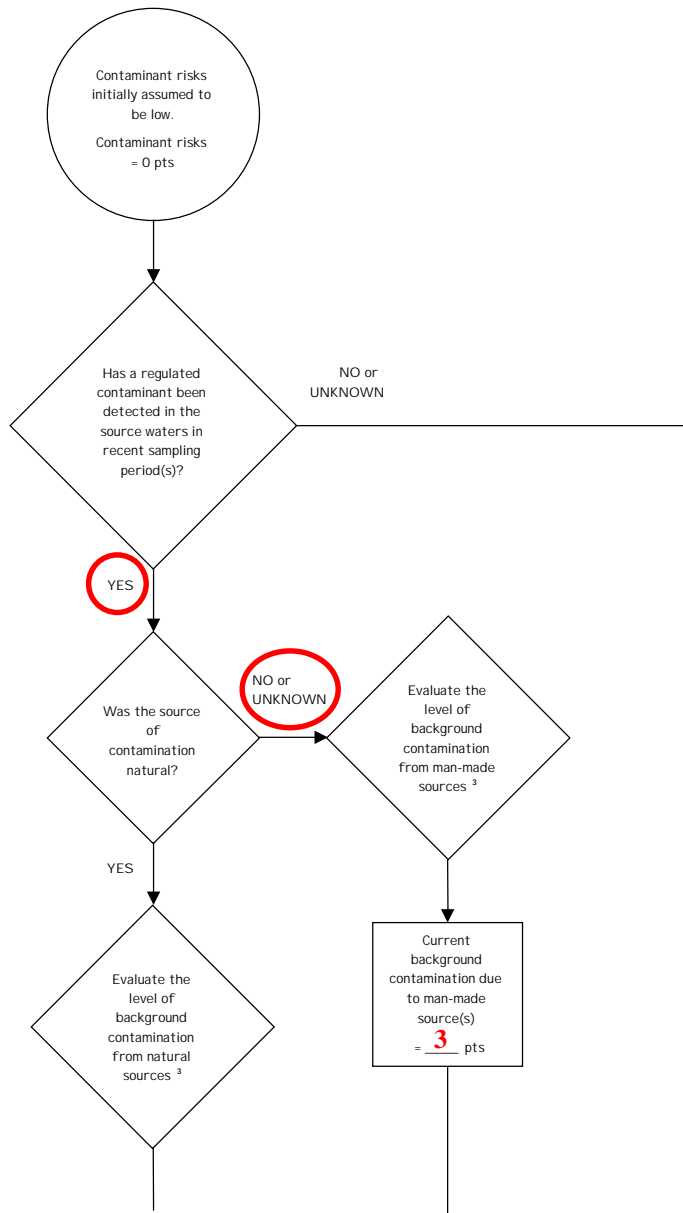 Contaminant risks
initially assumed to
be low.
Contaminant risks
= 0 pts
Has a regulated
contaminant been
detected in the
source waters in
recent sampling
period(s)?
NO or
UNKNOWN
YES
Was the source
of
contamination
natural?
NO or
UNKNOWN
Evaluate the
level of
background
contamination
from man-made
sources ³
YES
Evaluate the
level of
background
contamination
from natural
sources ³
Current
background
contamination due
to man-made
source(s)
= 3 pts